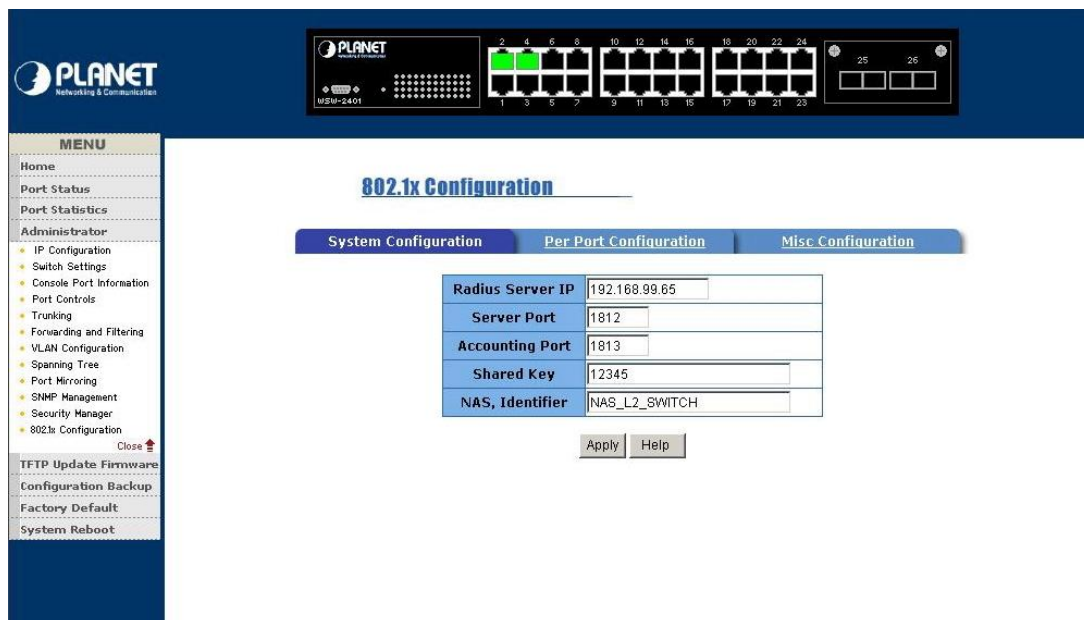 PLANET
Networking & Communication
PLANET
Networking & Communication
WSW-2401
2 4 6 8 10 12 14 16 18 20 22 24
1 3 5 7 9 11 13 15 17 19 21 23
25 26
MENU
Home
Port Status
Port Statistics
Administrator
IP Configuration
Switch Settings
Console Port Information
Port Controls
Trunking
Forwarding and Filtering
VLAN Configuration
Spanning Tree
Port Mirroring
SNMP Management
Security Manager
802.1x Configuration
Close
TFTP Update Firmware
Configuration Backup
Factory Default
System Reboot
802.1x Configuration
System Configuration Per Port Configuration Misc Configuration
Radius Server IP 192.168.99.65
Server Port 1812
Accounting Port 1813
Shared Key 12345
NAS, Identifier NAS_L2_SWITCH
Apply Help